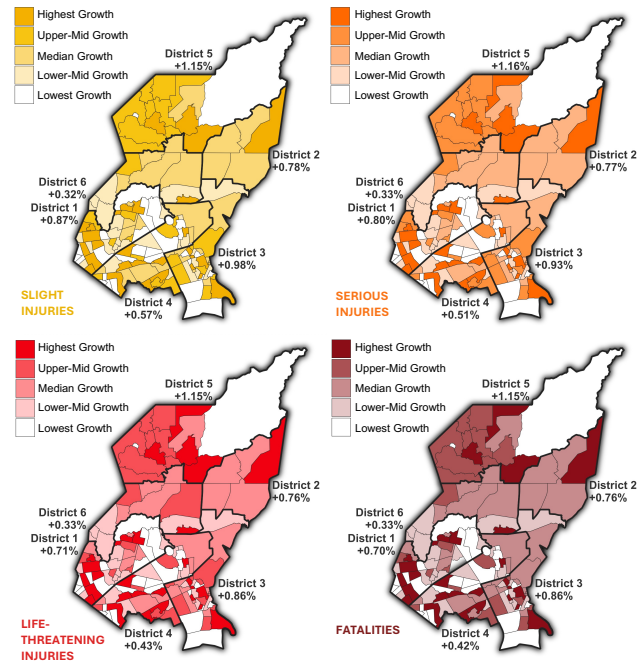 Highest Growth
Upper-Mid Growth
Median Growth
Lower-Mid Growth
Lowest Growth
District 5
+1.15%
District 2
+0.78%
District 6
+0.32%
District 1
+0.87%
District 3
+0.98%
District 4
+0.57%
SLIGHT
INJURIES
Highest Growth
Upper-Mid Growth
Median Growth
Lower-Mid Growth
Lowest Growth
District 5
+1.16%
District 2
+0.77%
District 6
+0.33%
District 1
+0.80%
District 3
+0.93%
District 4
+0.51%
SERIOUS
INJURIES
Highest Growth
Upper-Mid Growth
Median Growth
Lower-Mid Growth
Lowest Growth
District 5
+1.15%
District 2
+0.76%
District 6
+0.33%
District 1
+0.71%
District 3
+0.86%
District 4
+0.43%
LIFE-
THREATENING
INJURIES
Highest Growth
Upper-Mid Growth
Median Growth
Lower-Mid Growth
Lowest Growth
District 5
+1.15%
District 2
+0.76%
District 6
+0.33%
District 1
+0.70%
District 3
+0.86%
District 4
+0.42%
FATALITIES